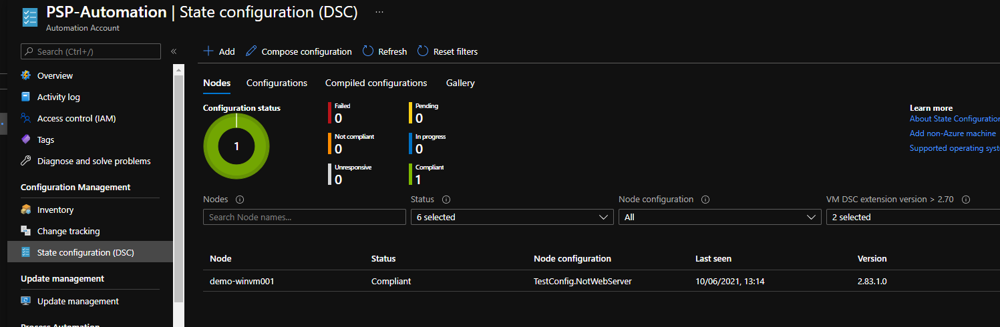 PSP-Automation | State configuration (DSC) ...
Automation Account
Search (Ctrl+/)
«
Overview
Activity log
Access control (IAM)
Tags
Diagnose and solve problems
Configuration Management
Inventory
Change tracking
State configuration (DSC)
Update management
Update management
Process Automation
Add
Compose configuration
Refresh
Reset filters
Nodes
Configurations
Compiled configurations
Gallery
Configuration status
1
Failed
0
Pending
0
Not compliant
0
In progress
0
Unresponsive
0
Compliant
1
Learn more
About State Configuration
Add non-Azure machine
Supported operating syst
Nodes
Search Node names...
Status
6 selected
Node configuration
All
VM DSC extension version > 2.70
2 selected
Node Status Node configuration Last seen Version
demo-winvm001 Compliant TestConfig.NotWebServer 10/06/2021, 13:14 2.83.1.0